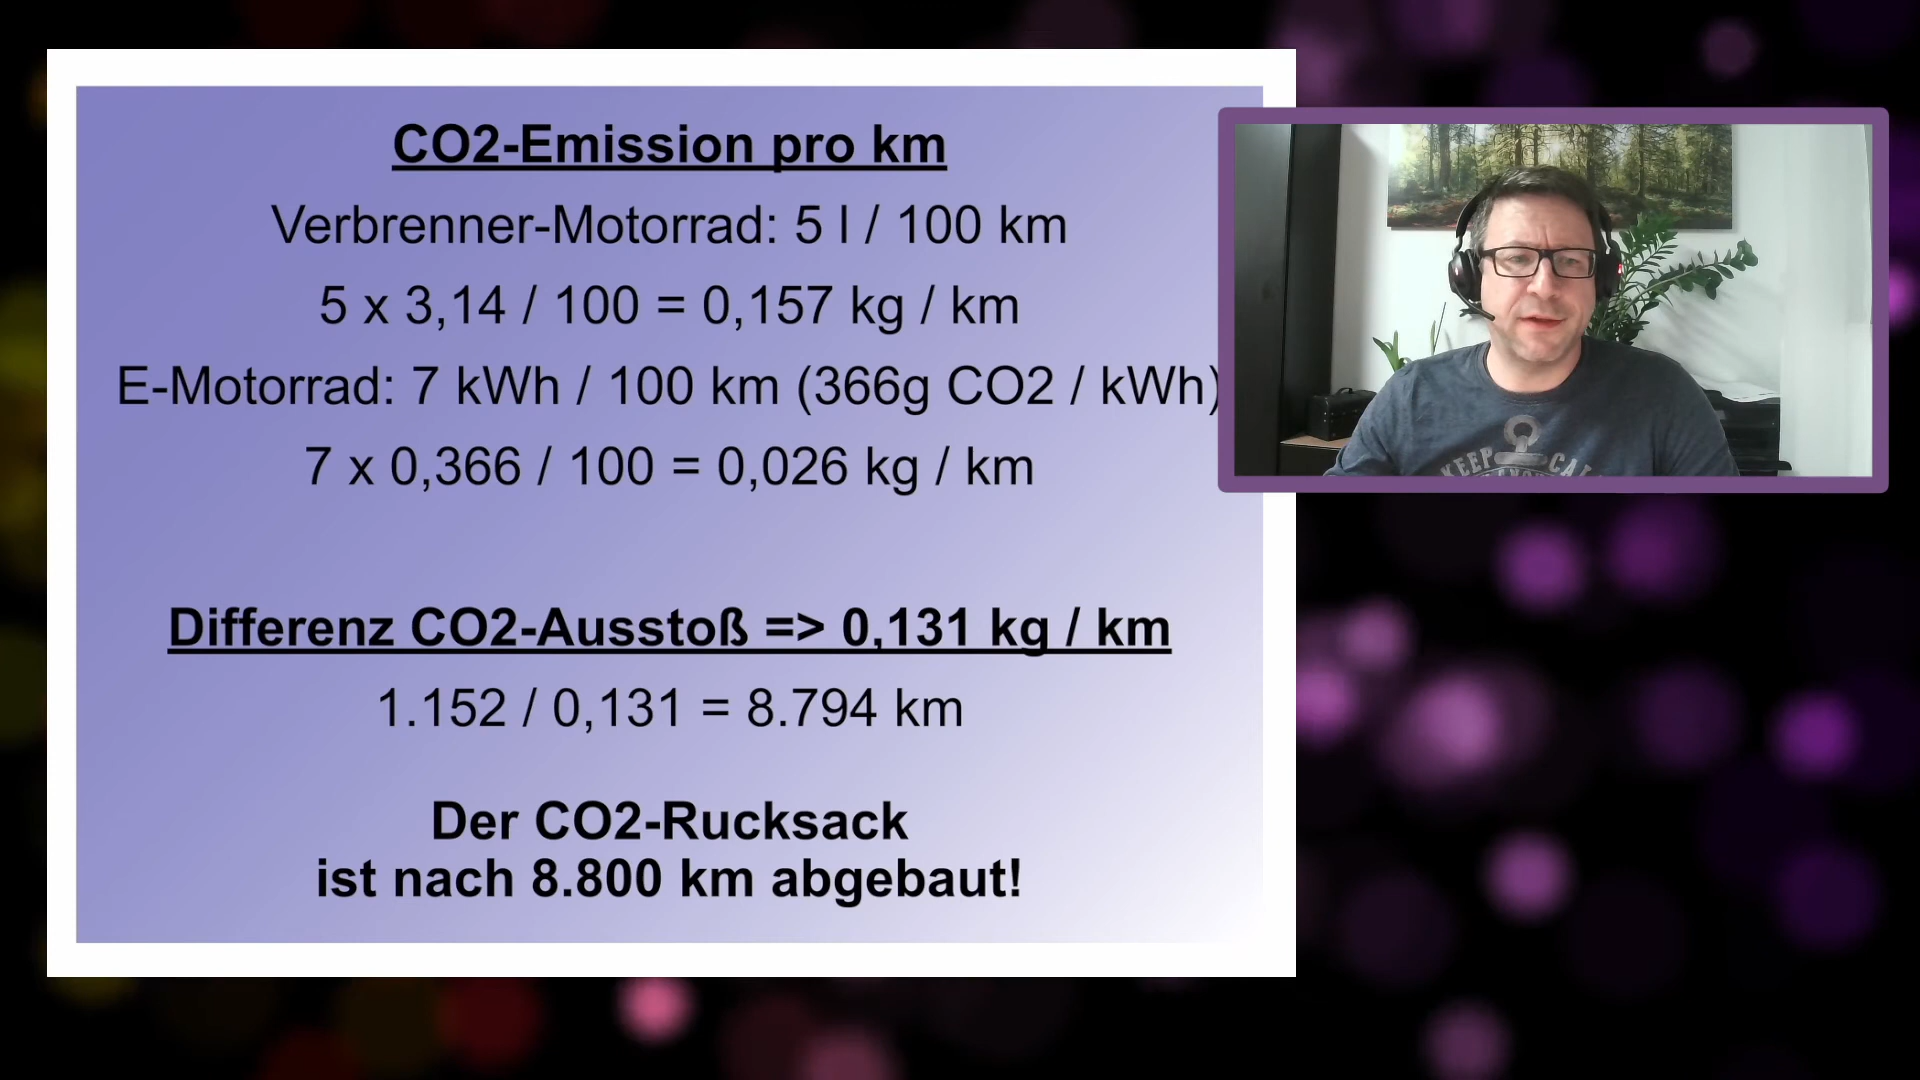 CO2-Emission pro km
Verbrenner-Motorrad: 5 l / 100 km
5 x 3,14 / 100 = 0,157 kg / km
E-Motorrad: 7 kWh / 100 km (366g CO2 / kWh)
7 x 0,366 / 100 = 0,026 kg / km
Differenz CO2-Ausstoß => 0,131 kg / km
1.152 / 0,131 = 8.794 km
Der CO2-Rucksack
ist nach 8.800 km abgebaut!
KEEP